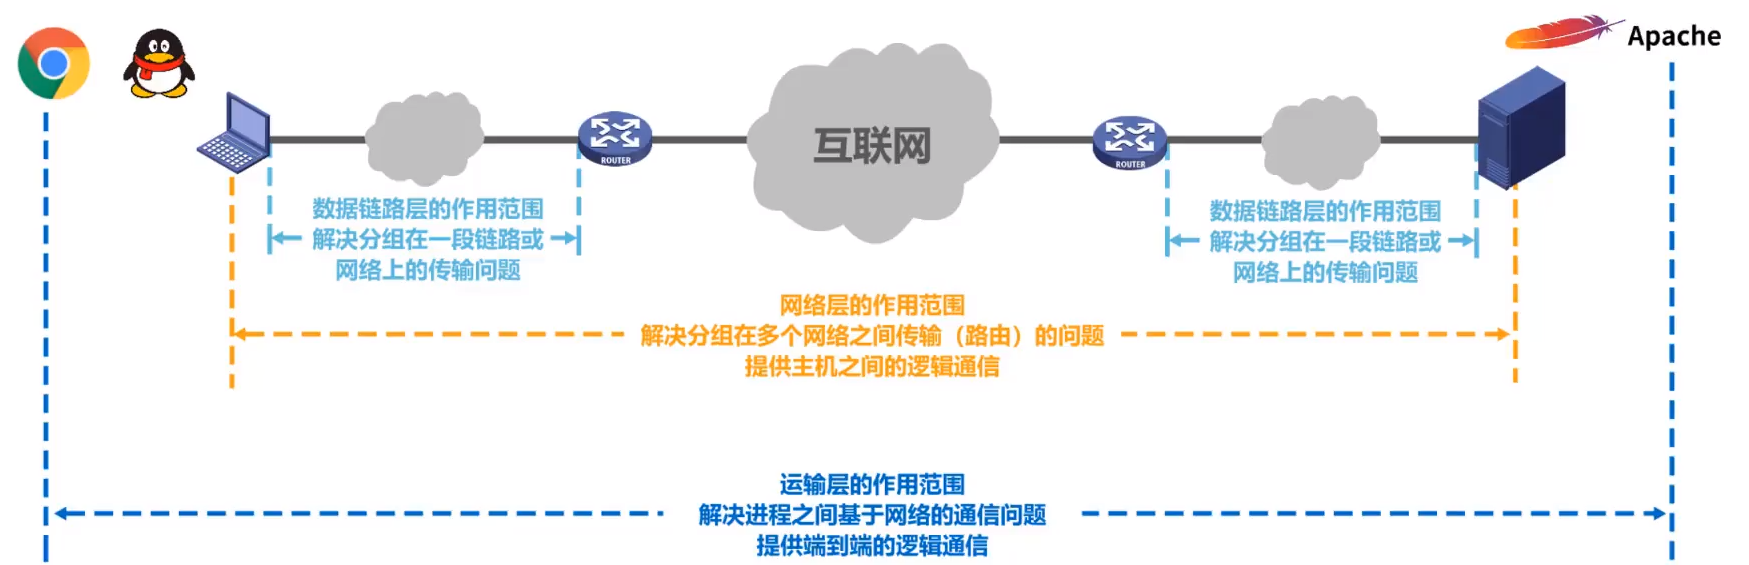 Apache
互联网
ROUTER
ROUTER
数据链路层的作用范围
解决分组在一段链路或
网络上的传输问题
数据链路层的作用范围
解决分组在一段链路或
网络上的传输问题
网络层的作用范围
解决分组在多个网络之间传输（路由）的问题
提供主机之间的逻辑通信
运输层的作用范围
解决进程之间基于网络的通信问题
提供端到端的逻辑通信